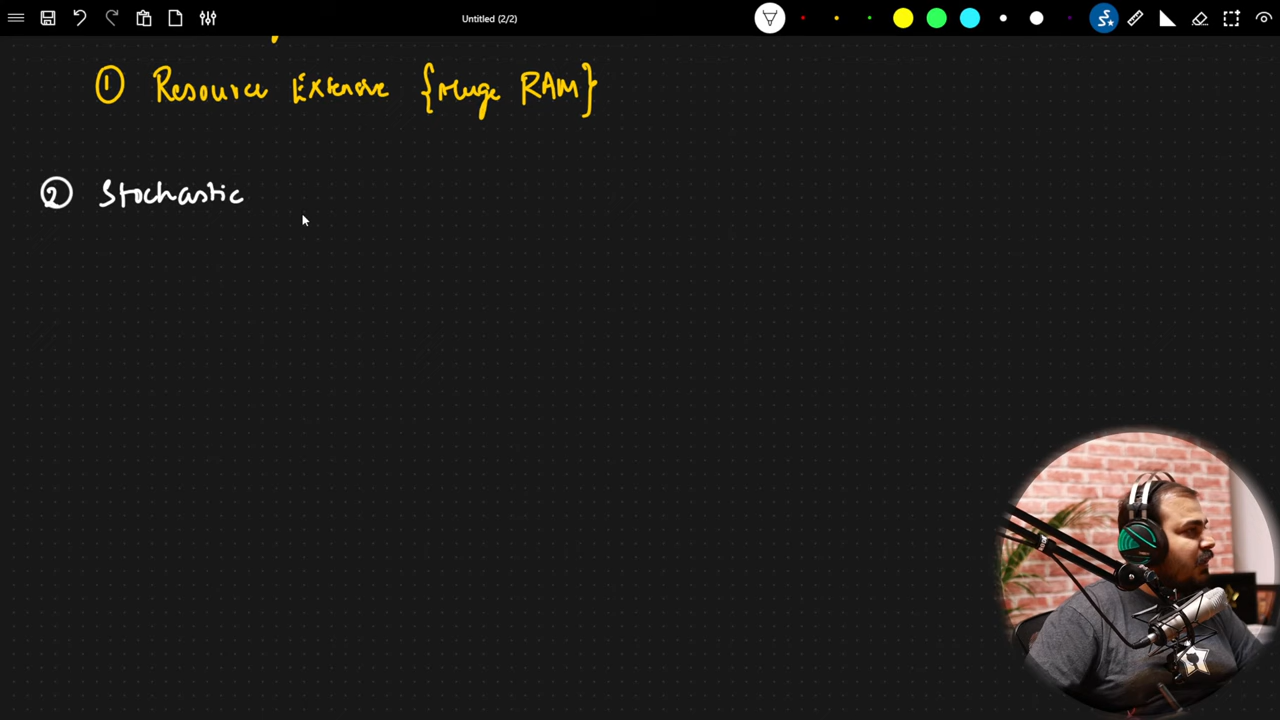 Untitled (2/2)
① Resource Extensive {Huge RAM}
② Stochastic